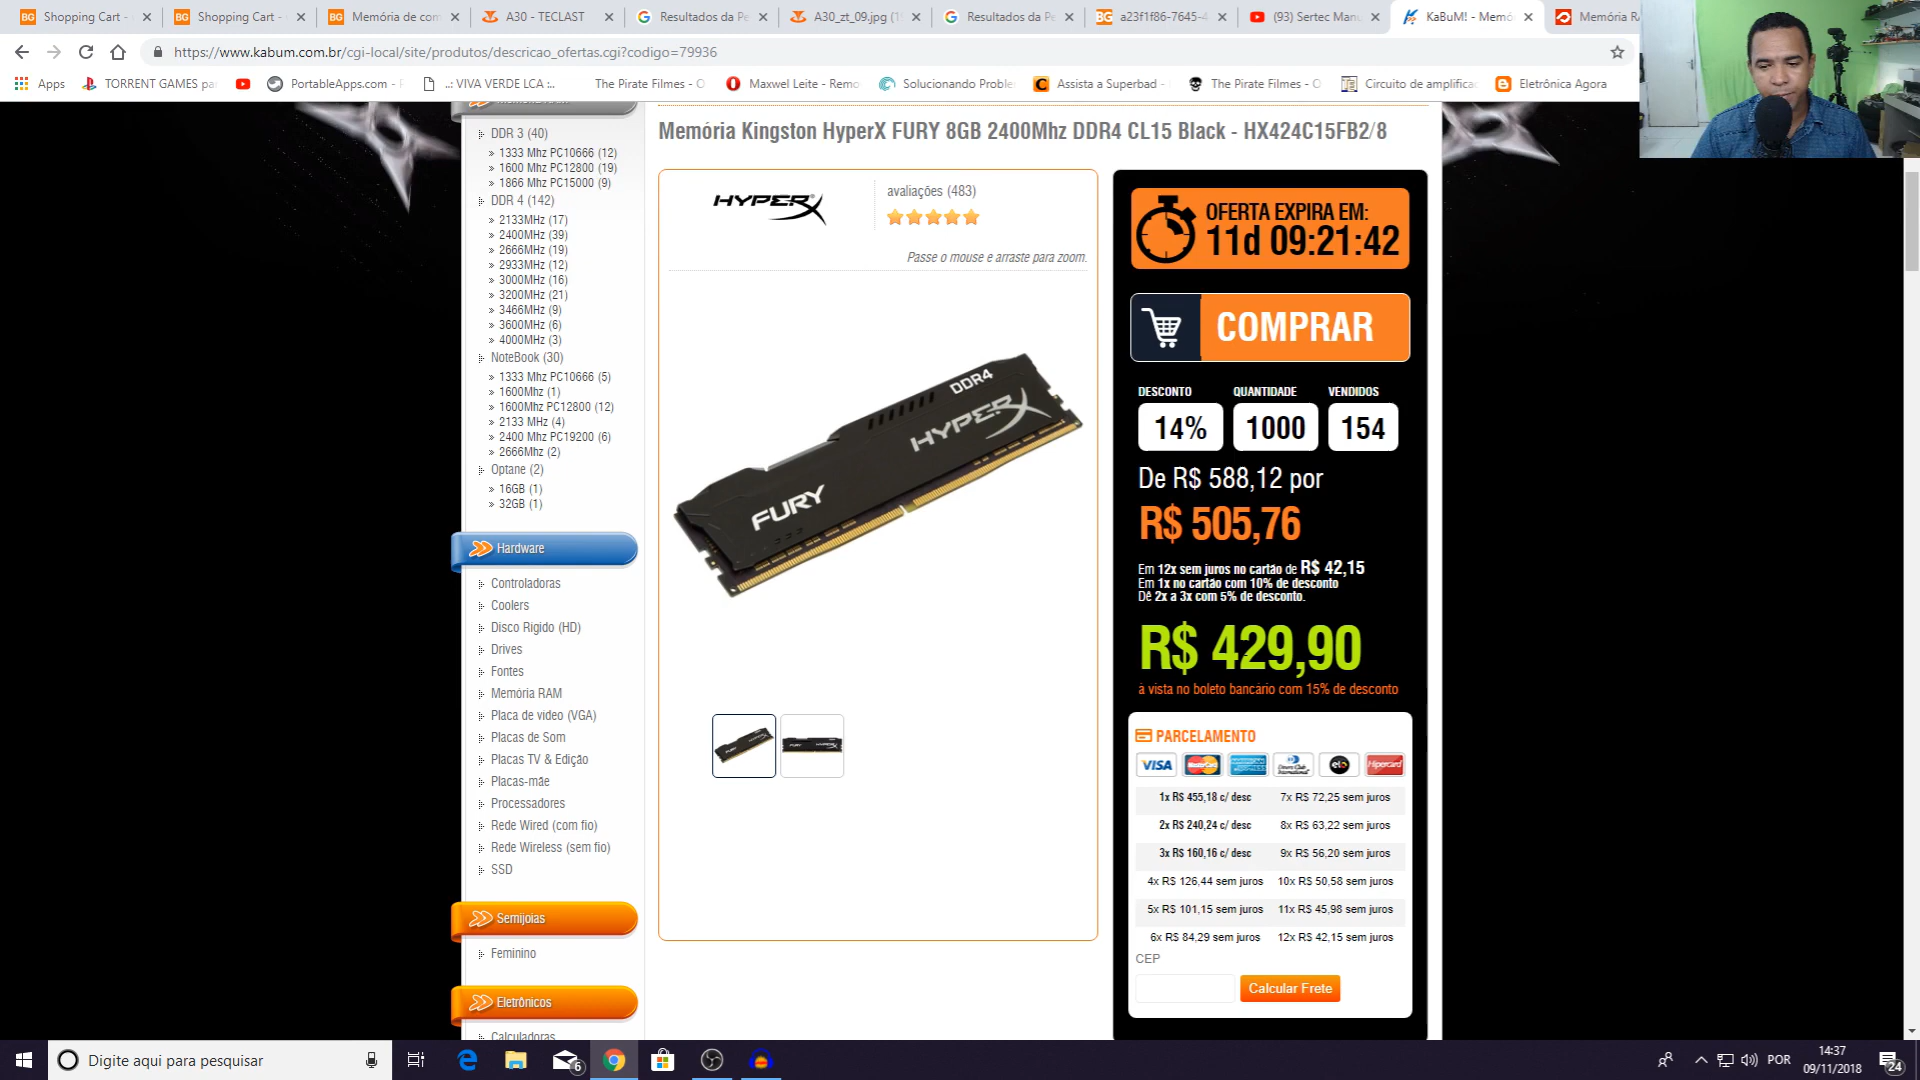 Shopping Cart -
Shopping Cart -
Memória de com
A30 - TECLAST
Resultados da Pe
A30_zt_09.jpg (1
Resultados da Pe
a23f1f86-7645-4
(93) Sertec Manu
KaBuM! - Memó
Memória RA
https://www.kabum.com.br/cgi-local/site/produtos/descricao_ofertas.cgi?codigo=79936
Apps
TORRENT GAMES pa
PortableApps.com -
..: VIVA VERDE LCA :..
The Pirate Filmes - O
Maxwel Leite - Remo
Solucionando Proble
Assista a Superbad -
The Pirate Filmes - O
Circuito de amplifica
Eletrônica Agora
DDR 3 (40)
1333 Mhz PC10666 (12)
1600 Mhz PC12800 (19)
1866 Mhz PC15000 (9)
DDR 4 (142)
2133MHz (17)
2400MHz (39)
2666MHz (19)
2933MHz (12)
3000MHz (16)
3200MHz (21)
3466MHz (9)
3600MHz (6)
4000MHz (3)
NoteBook (30)
1333 Mhz PC10666 (5)
1600Mhz (1)
1600Mhz PC12800 (12)
2133 MHz (4)
2400 Mhz PC19200 (6)
2666Mhz (2)
Optane (2)
16GB (1)
32GB (1)
Hardware
Controladoras
Coolers
Disco Rigido (HD)
Drives
Fontes
Memória RAM
Placa de vídeo (VGA)
Placas de Som
Placas TV & Edição
Placas-mãe
Processadores
Rede Wired (com fio)
Rede Wireless (sem fio)
SSD
Semijoias
Feminino
Eletrônicos
Calculadoras
Memória Kingston HyperX FURY 8GB 2400Mhz DDR4 CL15 Black - HX424C15FB2/8
HYPERX
avaliações (483)
Passe o mouse e arraste para zoom.
DDR4
HYPERX
FURY
OFERTA EXPIRA EM:
11d 09:21:42
COMPRAR
DESCONTO QUANTIDADE VENDIDOS
14% 1000 154
De R$ 588,12 por
R$ 505,76
Em 12x sem juros no cartão de R$ 42,15
Em 1x no cartão com 10% de desconto
Dê 2x a 3x com 5% de desconto.
R$ 429,90
à vista no boleto bancário com 15% de desconto
PARCELAMENTO
VISA MasterCard Diners Club International elo Hipercard
1x R$ 455,18 c/ desc 7x R$ 72,25 sem juros
2x R$ 240,24 c/ desc 8x R$ 63,22 sem juros
3x R$ 160,16 c/ desc 9x R$ 56,20 sem juros
4x R$ 126,44 sem juros 10x R$ 50,58 sem juros
5x R$ 101,15 sem juros 11x R$ 45,98 sem juros
6x R$ 84,29 sem juros 12x R$ 42,15 sem juros
CEP
Calcular Frete
Digite aqui para pesquisar
6
POR
14:37
09/11/2018
24